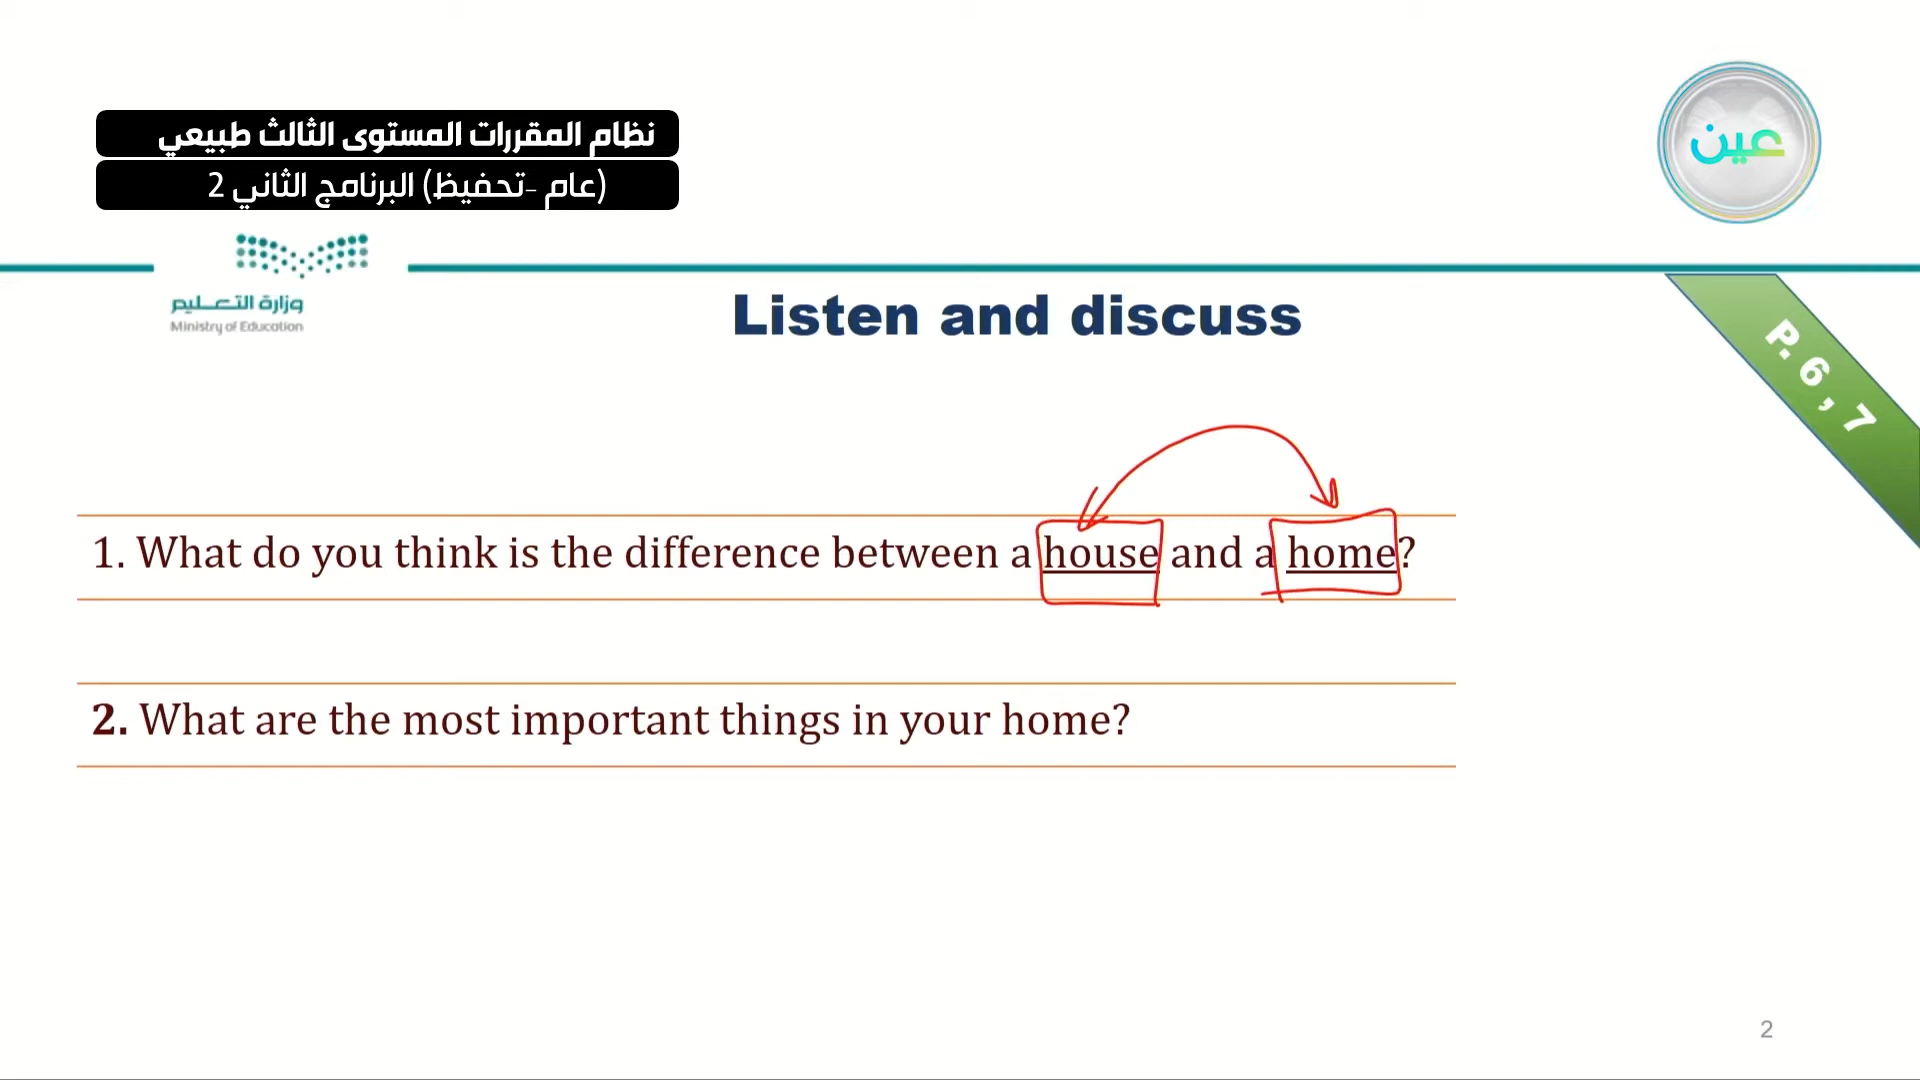 نظام المقررات المستوى الثالث طبيعي
(عام -تحفيظ) البرنامج الثاني 2
عين
وزارة التعليم
Ministry of Education
Listen and discuss
P. 6 , 7
1. What do you think is the difference between a house and a home?
2. What are the most important things in your home?
2